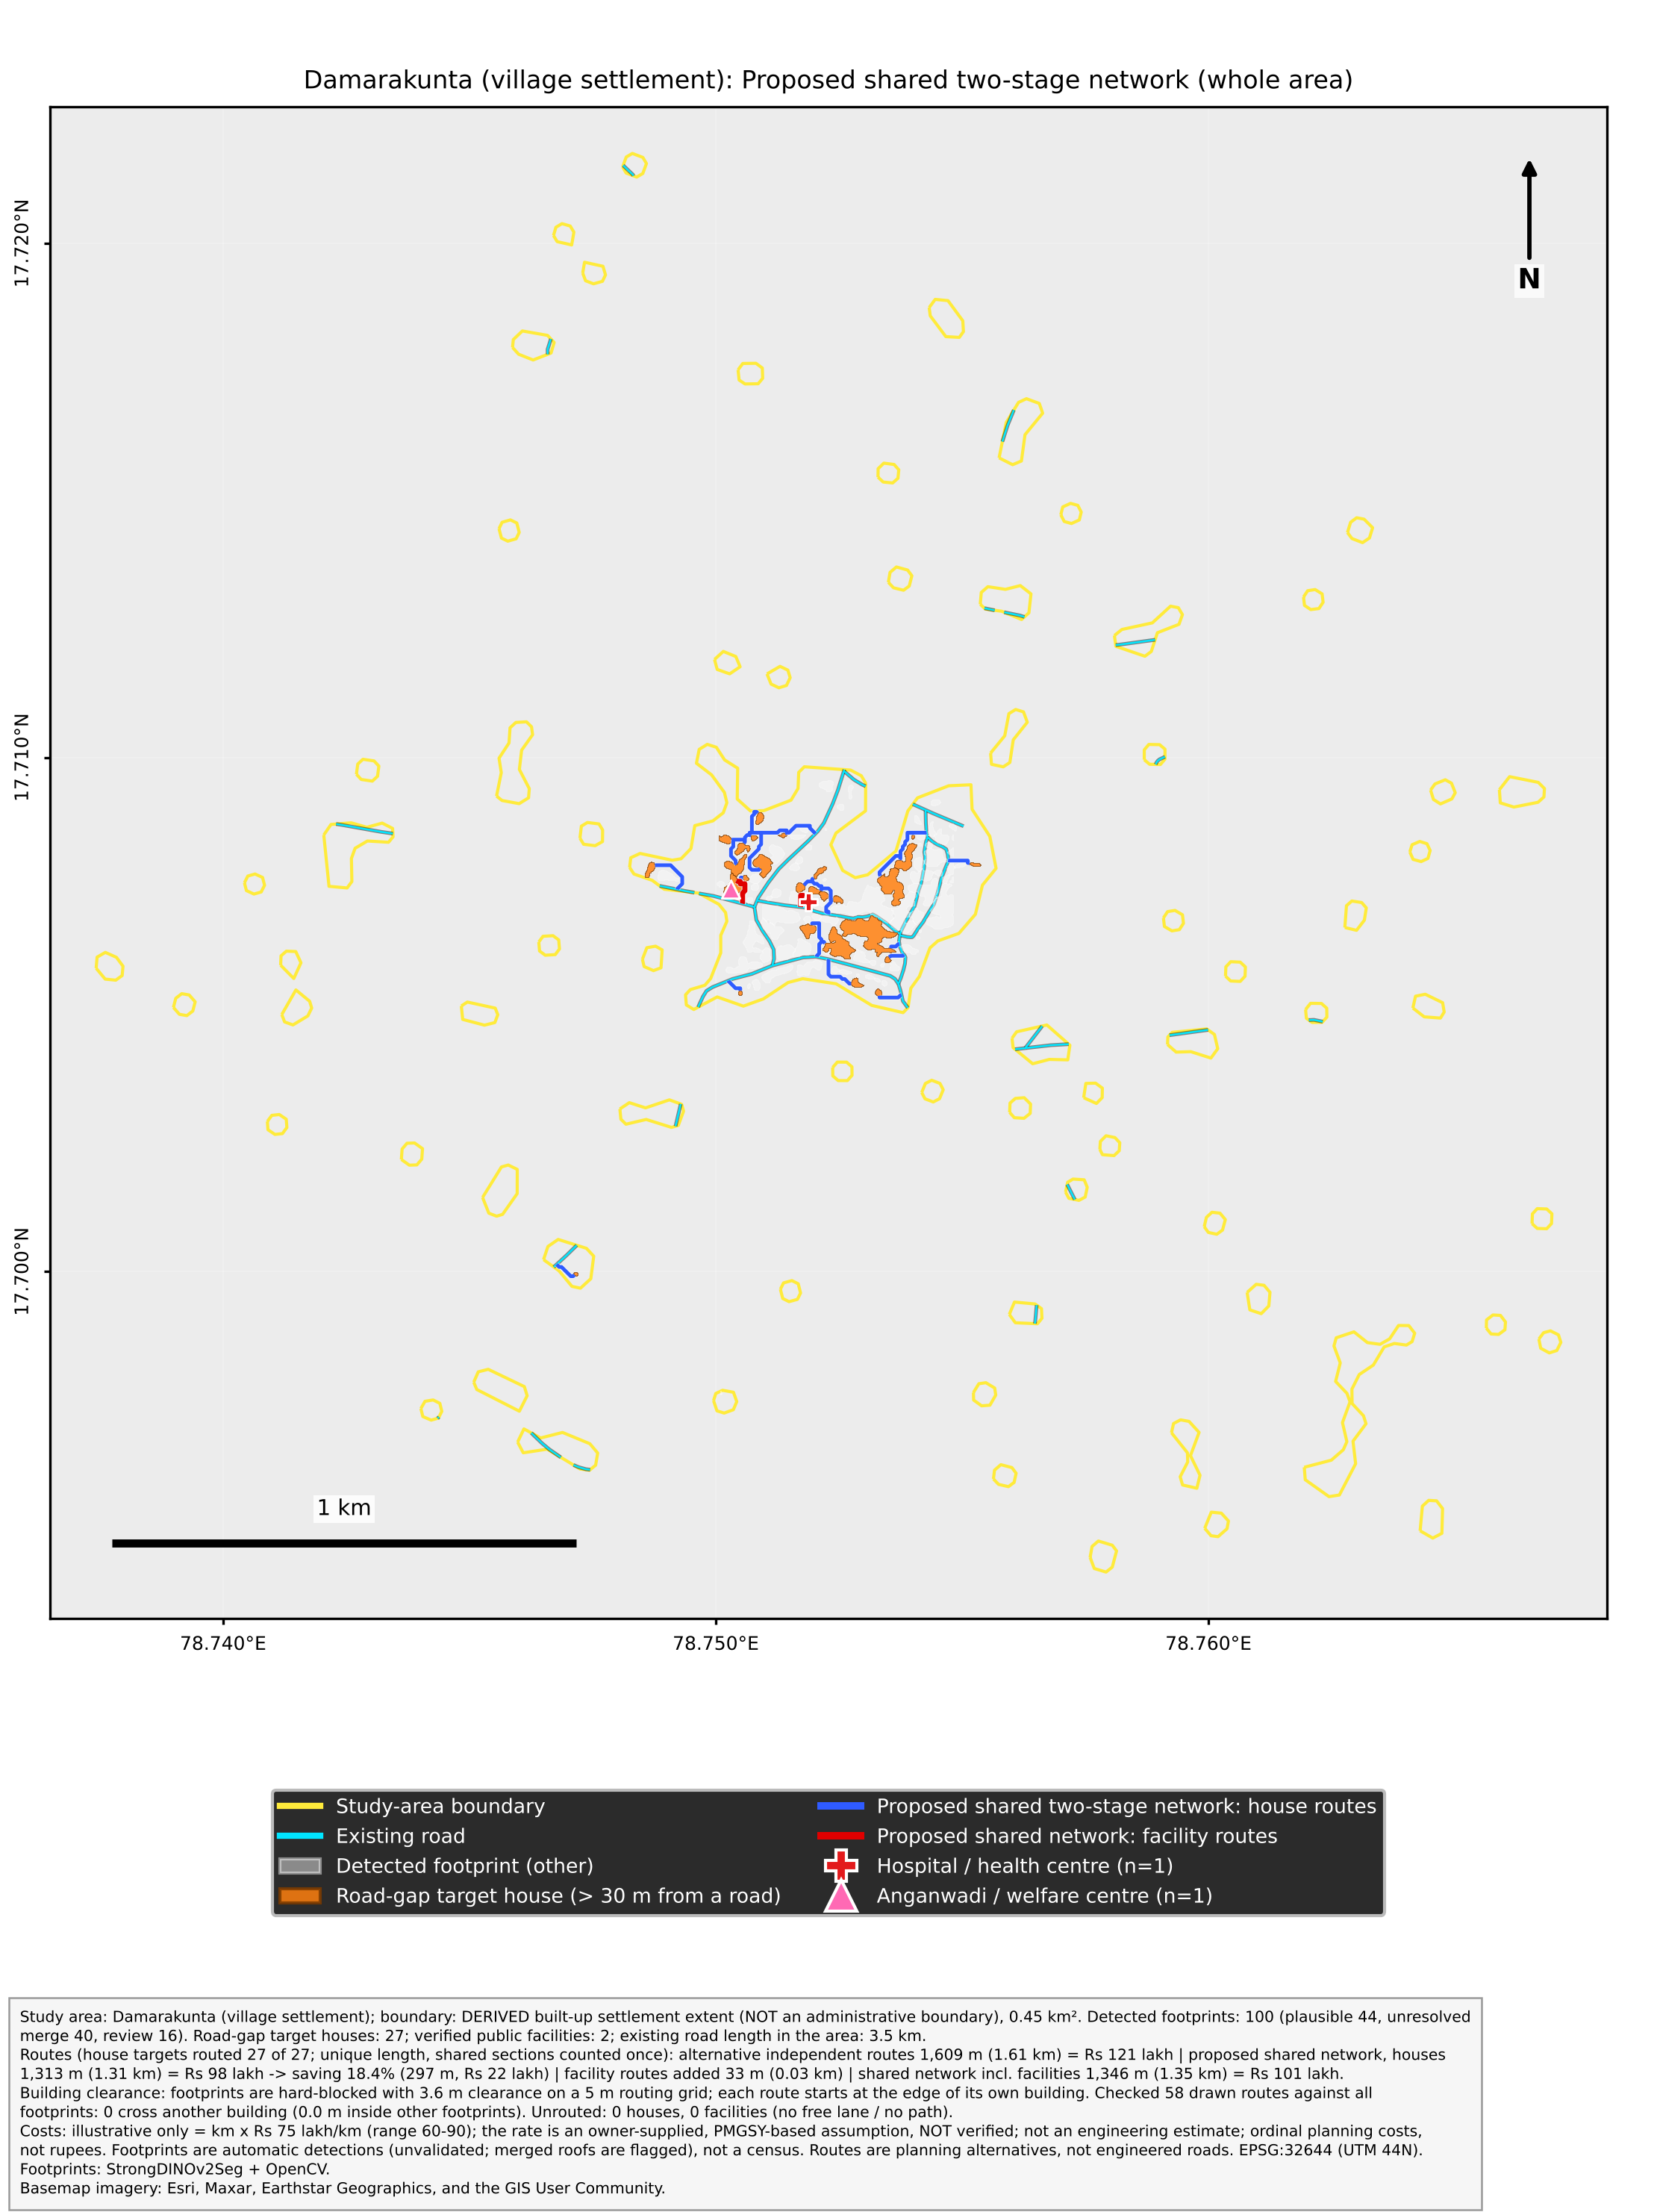 Damarakunta (village settlement): Proposed shared two-stage network (whole area)
17.720°N
N
17.710°N
17.700°N
1 km
78.740°E 78.750°E 78.760°E
Study-area boundary
Existing road
Detected footprint (other)
Road-gap target house (> 30 m from a road)
Proposed shared two-stage network: house routes
Proposed shared network: facility routes
Hospital / health centre (n=1)
Anganwadi / welfare centre (n=1)
Study area: Damarakunta (village settlement); boundary: DERIVED built-up settlement extent (NOT an administrative boundary), 0.45 km². Detected footprints: 100 (plausible 44, unresolved
merge 40, review 16). Road-gap target houses: 27; verified public facilities: 2; existing road length in the area: 3.5 km.
Routes (house targets routed 27 of 27; unique length, shared sections counted once): alternative independent routes 1,609 m (1.61 km) = Rs 121 lakh | proposed shared network, houses
1,313 m (1.31 km) = Rs 98 lakh -> saving 18.4% (297 m, Rs 22 lakh) | facility routes added 33 m (0.03 km) | shared network incl. facilities 1,346 m (1.35 km) = Rs 101 lakh.
Building clearance: footprints are hard-blocked with 3.6 m clearance on a 5 m routing grid; each route starts at the edge of its own building. Checked 58 drawn routes against all
footprints: 0 cross another building (0.0 m inside other footprints). Unrouted: 0 houses, 0 facilities (no free lane / no path).
Costs: illustrative only = km x Rs 75 lakh/km (range 60-90); the rate is an owner-supplied, PMGSY-based assumption, NOT verified; not an engineering estimate; ordinal planning costs,
not rupees. Footprints are automatic detections (unvalidated; merged roofs are flagged), not a census. Routes are planning alternatives, not engineered roads. EPSG:32644 (UTM 44N).
Footprints: StrongDINOv2Seg + OpenCV.
Basemap imagery: Esri, Maxar, Earthstar Geographics, and the GIS User Community.